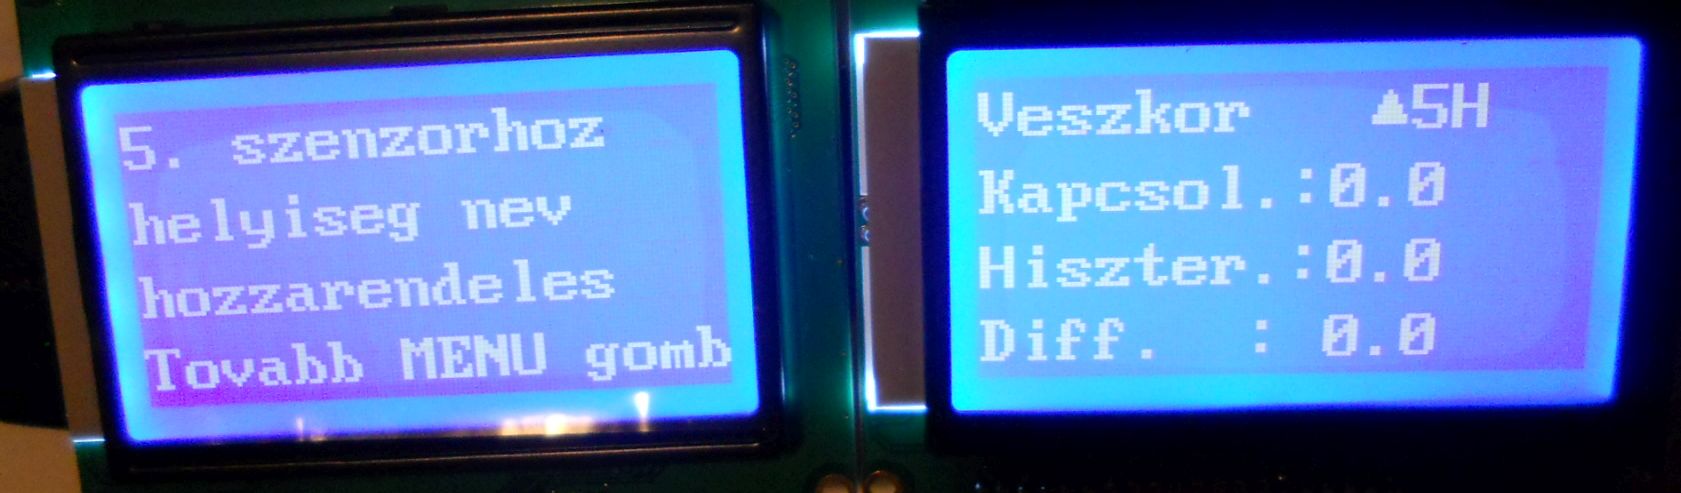 5. szenzorhoz
helyiseg nev
hozzarendeles
Tovabb MENU gomb
Veszkor ▲5H
Kapcsol.:0.0
Hiszter.:0.0
Diff. : 0.0